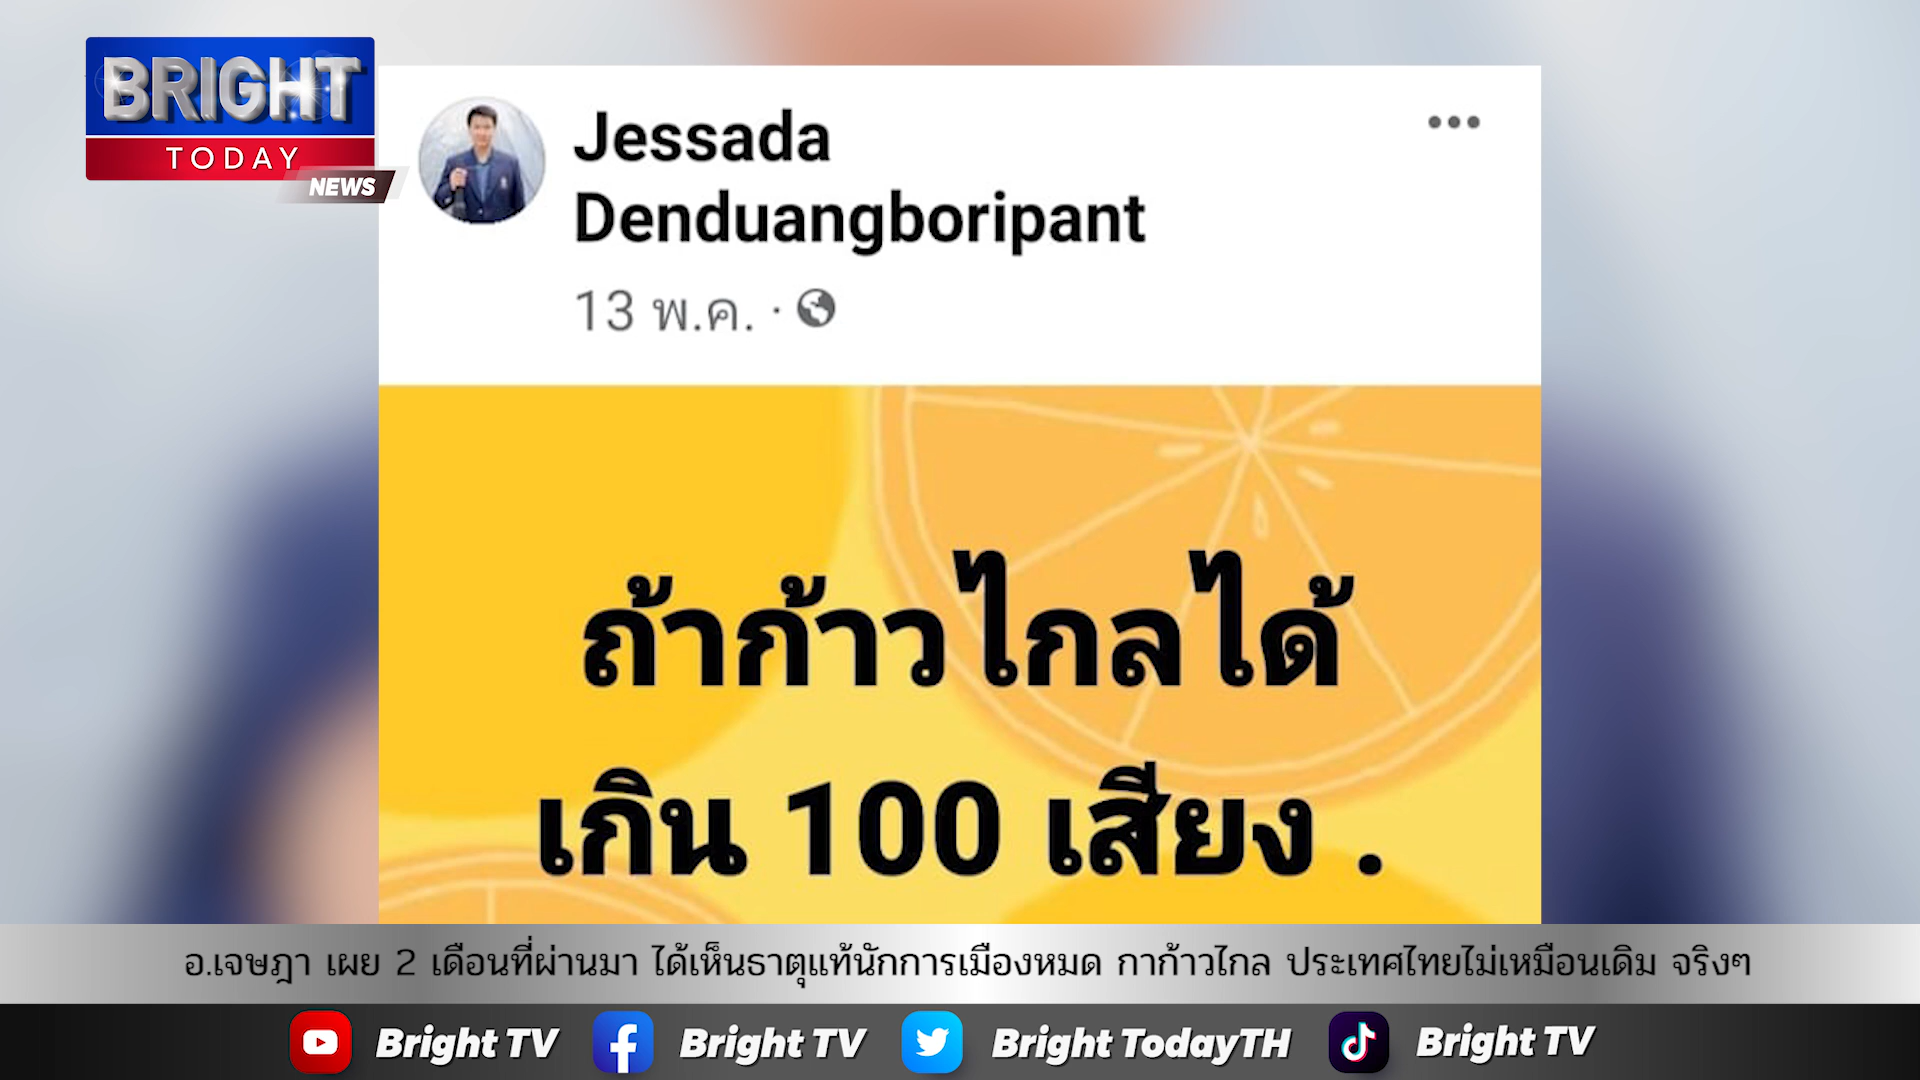 BRIGHT
TODAY
NEWS
Jessada
Denduangboripant
13 พ.ค. ·
ถ้าก้าวไกลได้
เกิน 100 เสียง .
อ.เจษฎา เผย 2 เดือนที่ผ่านมา ได้เห็นธาตุแท้นักการเมืองหมด กาก้าวไกล ประเทศไทยไม่เหมือนเดิม จริงๆ
Bright TV Bright TV Bright TodayTH Bright TV